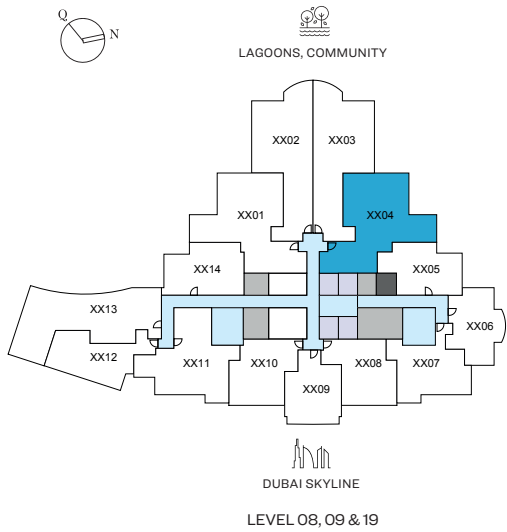 Q
N
LAGOONS, COMMUNITY
XX02
XX03
XX01
XX04
XX14
XX05
XX13
XX06
XX12
XX11
XX10
XX08
XX07
XX09
DUBAI SKYLINE
LEVEL 08, 09 & 19